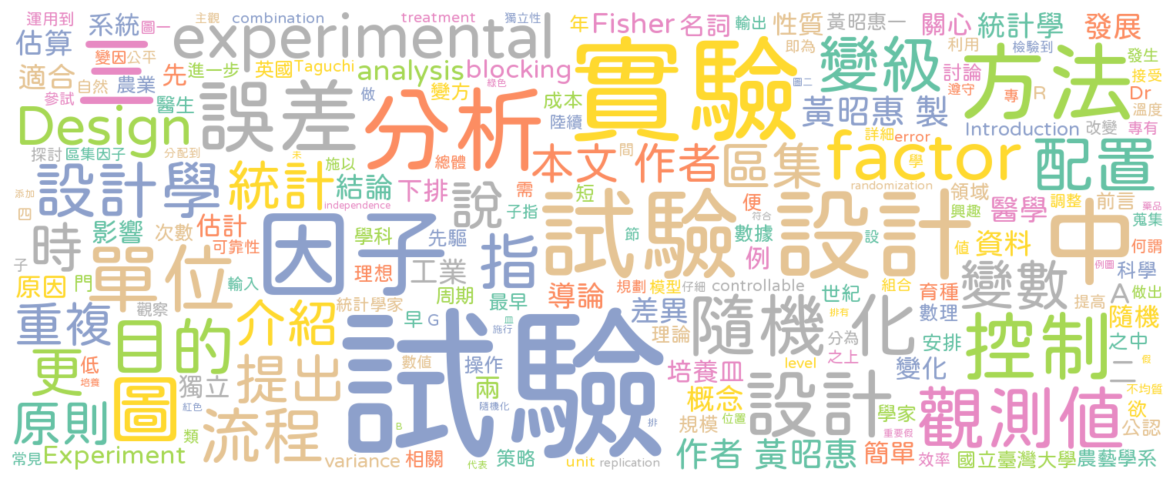 運用到 系統 圖一 主觀 combination treatment 獨立性 年 Fisher 名詞 輸出 性質 黃昭惠一 關心 統計學 發展
估算 三 變因 公平 experimental 實驗 變級 即為 利用 檢驗到 方法 發生
適合 自然 農業 先 進一步 英國 Taguchi analysis blocking 綠色 圖二 討論 遵守 專 R 接受 Dr 參試 醫生 誤差 做 變方 成本 黃昭惠 製 溫度
Design 分析 陸續 詳細 error Introduction 改變 專有
探討 區集因子 分配到 未 施以 總體 本文 間 作者 區集 factor 學 配置
添加 設計學 統計 結論 下排 需 短 randomization 領域 前言 藥品
四 independence 說 子指 便 符合 興趣 調整 醫學 蒐集
時 影響 次數 估計 因子 學科 先驅 試驗設計 中 節 數據 設 值 資料 例圖 何謂
子 門 可靠性 指 例 變數 科學
原因 單位 輸入 理想 工業 導論 規劃 模型 仔細 controllable 組合 育種 做出
觀察 統計學家 周期 最早 世紀 A 提高
重複 介紹 早 G 差異 隨機化 排有 分為 數理 隨機
目的 數值 皿 施行 理論 安排 控制 之中
更 低 圖 提出 獨立 試驗 操作 之上 變化 二
培養 兩 培養皿 level 假 不均替
原則 流程 紅色 隨機化 概念 設計 學家 觀測值 欲
類 B 排 規模 位置 重要假 公認
常見 Experiment variance 相關 策略 unit 作者 黃昭惠 簡單 效率 國立臺灣大學農藝學系
代表 replication